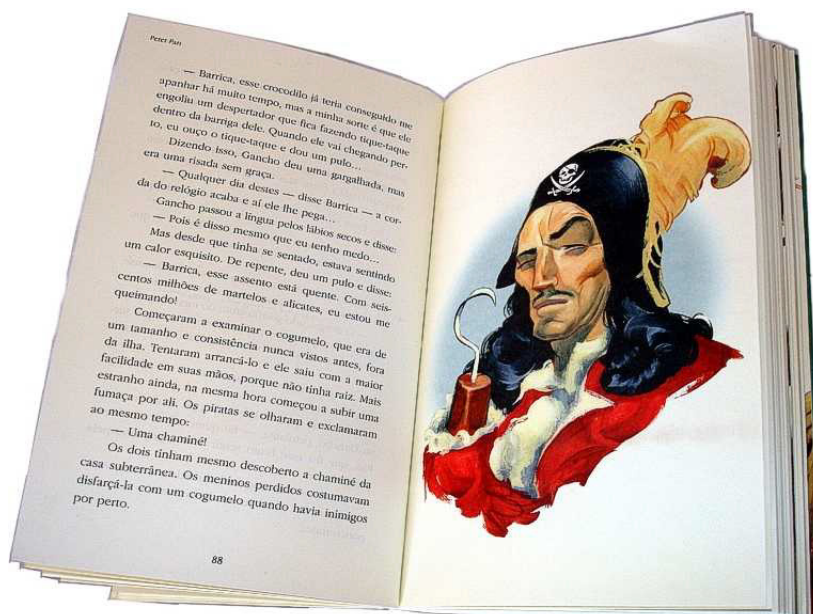 Peter Pan
— Barrica, esse crocodilo já teria conseguido me
apanhar há muito tempo, mas a minha sorte é que ele
engoliu um despertador que fica fazendo tique-taque
dentro da barriga dele. Quando ele vai chegando per-
to, eu ouço o tique-taque e dou um pulo...
Dizendo isso, Gancho deu uma gargalhada, mas
era uma risada sem graça.
— Qualquer dia destes — disse Barrica — a cor-
da do relógio acaba e aí ele lhe pega...
Gancho passou a língua pelos lábios secos e disse:
— Pois é disso mesmo que eu tenho medo...
Mas desde que tinha se sentado, estava sentindo
um calor esquisito. De repente, deu um pulo e disse:
— Barrica, esse assento está quente. Com seis-
centos milhões de martelos e alicates, eu estou me
queimando!
Começaram a examinar o cogumelo, que era de
um tamanho e consistência nunca vistos antes, fora
da ilha. Tentaram arrancá-lo e ele saiu com a maior
facilidade em suas mãos, porque não tinha raiz. Mais
estranho ainda, na mesma hora começou a subir uma
fumaça por ali. Os piratas se olharam e exclamaram
ao mesmo tempo:
— Uma chaminé!
Os dois tinham mesmo descoberto a chaminé da
casa subterrânea. Os meninos perdidos costumavam
disfarçá-la com um cogumelo quando havia inimigos
por perto.
88